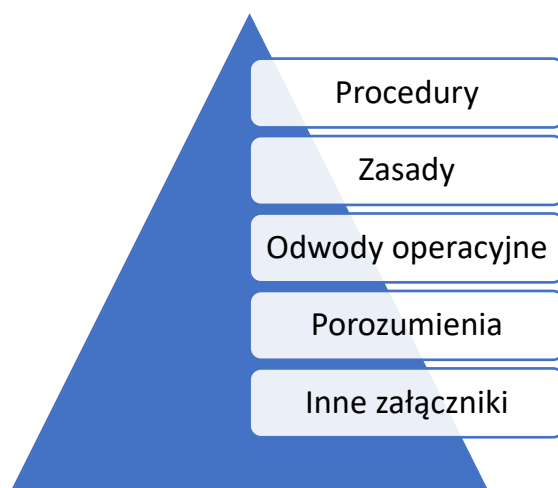 Procedury
Zasady
Odwody operacyjne
Porozumienia
Inne załączniki